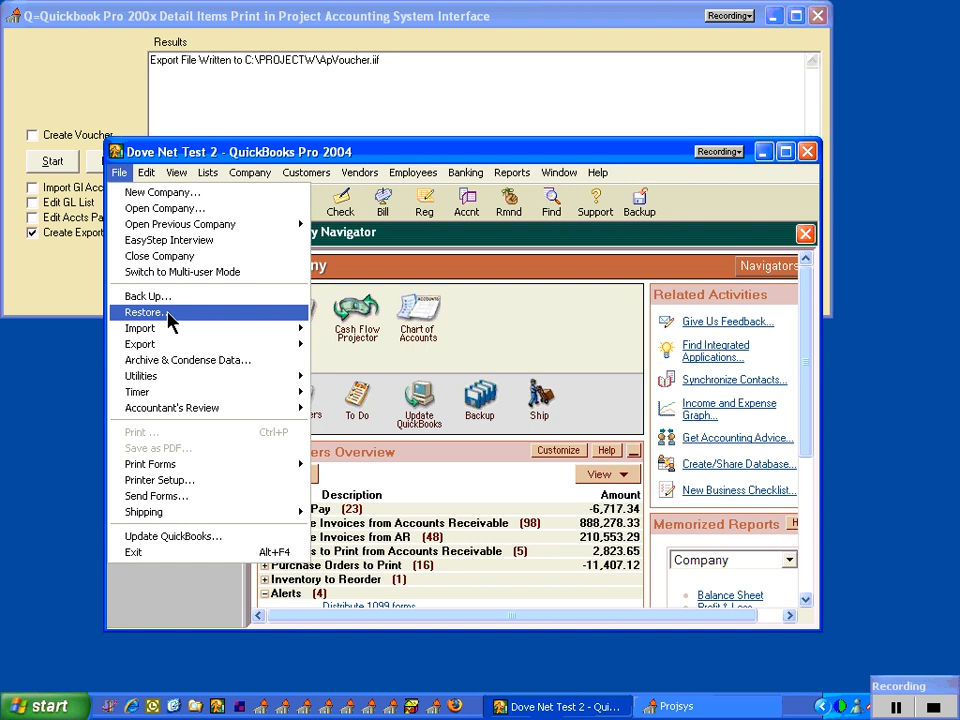 Q=Quickbook Pro 200x Detail Items Print in Project Accounting System Interface
Recording
Results
Export File Written to C:\PROJECTW\ApVoucher.iif
Create Voucher
Start
Import Gl Acc
Edit GL List
Edit Accts Pa
Create Export
Dove Net Test 2 - QuickBooks Pro 2004
Recording
File Edit View Lists Company Customers Vendors Employees Banking Reports Window Help
Check Bill Reg Accnt Rmnd Find Support Backup
y Navigator
ny
Navigators
New Company...
Open Company...
Open Previous Company
EasyStep Interview
Close Company
Switch to Multi-user Mode
Back Up...
Restore...
Import
Export
Archive & Condense Data...
Utilities
Timer
Accountant's Review
Print ... Ctrl+P
Save as PDF...
Print Forms
Printer Setup...
Send Forms...
Shipping
Update QuickBooks...
Exit Alt+F4
Cash Flow
Projector
Chart of
Accounts
ers
To Do
Update
QuickBooks
Backup
Ship
ers Overview
Customize
Help
View
Description Amount
Pay (23) -6,717.34
e Invoices from Accounts Receivable (98) 888,278.33
e Invoices from AR (48) 210,553.29
s to Print from Accounts Receivable (5) 2,823.65
Purchase Orders to Print (16) -11,407.12
Inventory to Reorder (1)
Alerts (4)
Distribute 1099 forms
Related Activities
Give Us Feedback...
Find Integrated
Applications...
Synchronize Contacts...
Income and Expense
Graph...
Get Accounting Advice...
Create/Share Database...
New Business Checklist...
Memorized Reports
H
Company
Balance Sheet
Profit & Loss
Recording
start
Dove Net Test 2 - Qui...
Projsys